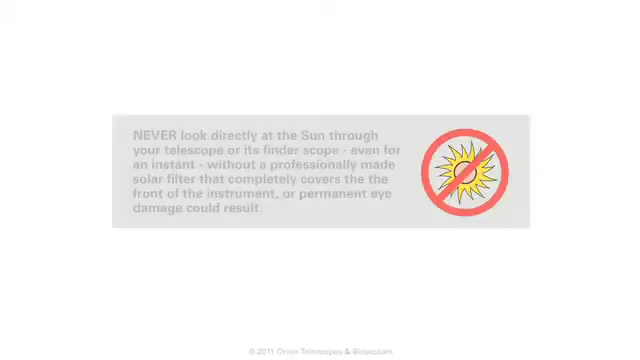 NEVER look directly at the Sun through
your telescope or its finder scope - even for
an instant - without a professionally made
solar filter that completely covers the the
front of the instrument, or permanent eye
damage could result.
© 2011 Orion Telescopes & Binoculars